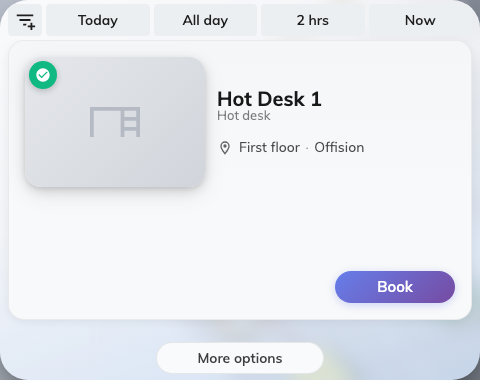 Today
All day
2 hrs
Now
Hot Desk 1
Hot desk
First floor · Offision
Book
More options